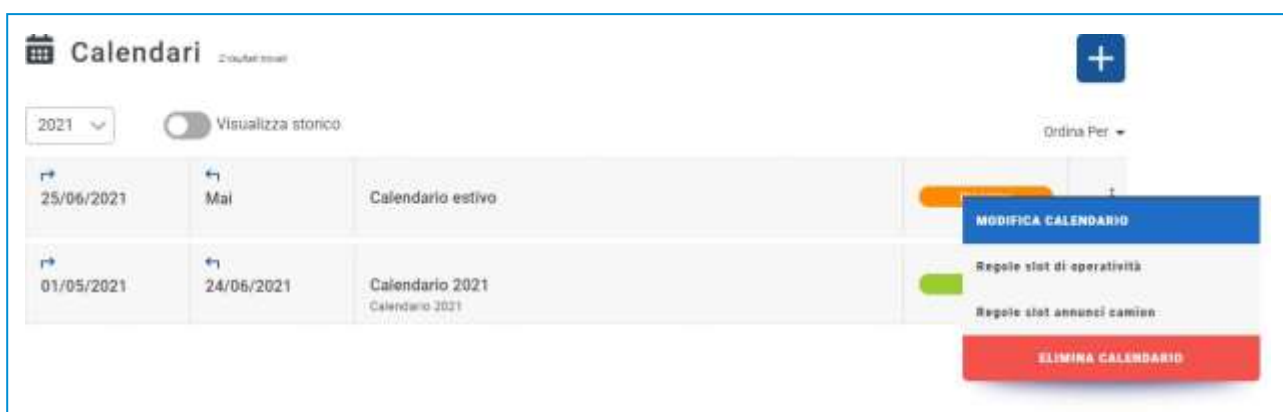 Calendari
2021
Visualizza storico
Ordina Per
25/06/2021
Mai
Calendario estivo
MODIFICA CALENDARIO
Regole slot di operatività
01/05/2021
24/06/2021
Calendario 2021
Calendario 2021
Regole slot annunci camion
ELIMINA CALENDARIO